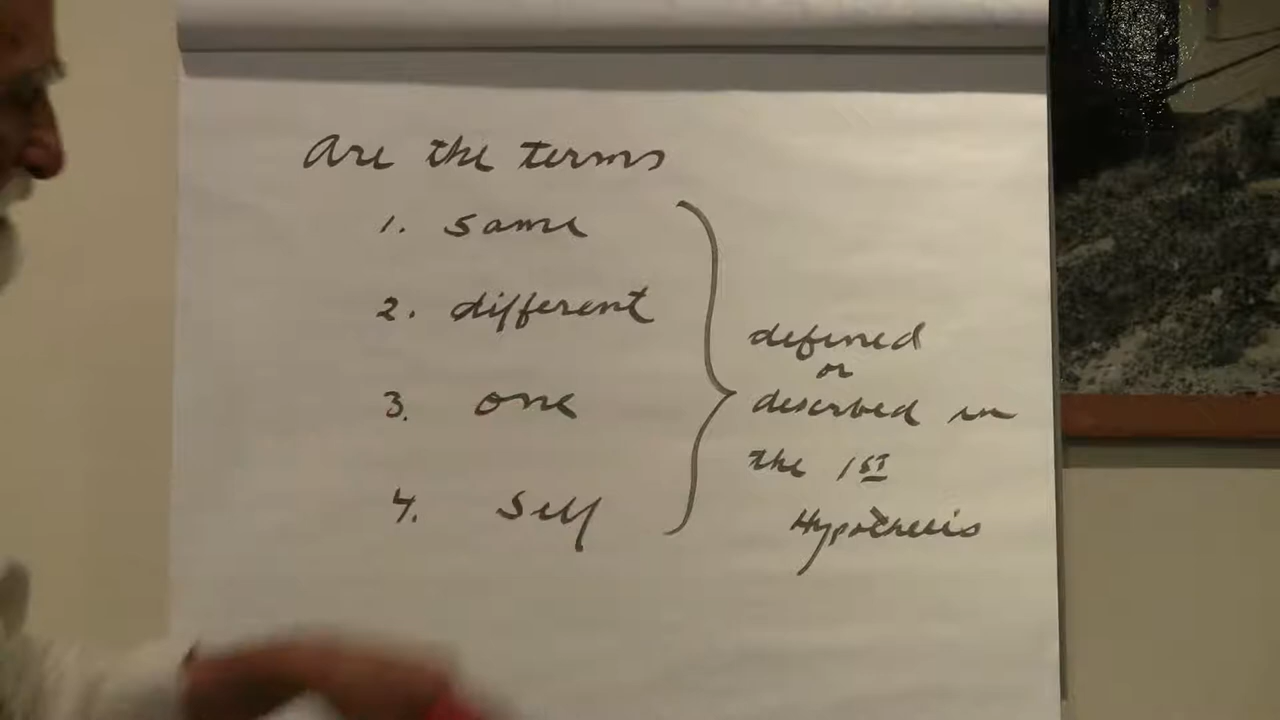 Are the terms
1. same
2. different
3. one
4. Self
defined
or
described in
the 1ST
Hypothesis